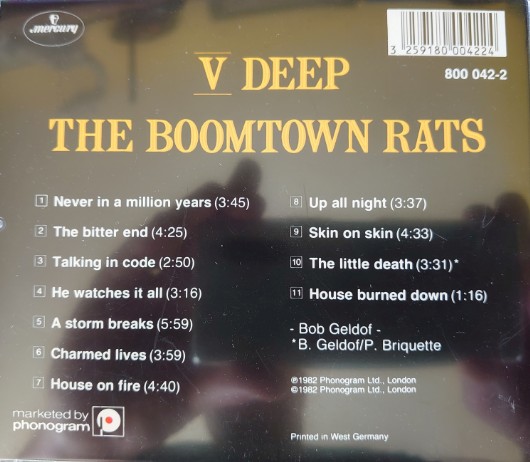 mercury
3 259180 004224
800 042-2
V DEEP
THE BOOMTOWN RATS
1 Never in a million years (3:45)
2 The bitter end (4:25)
3 Talking in code (2:50)
4 He watches it all (3:16)
5 A storm breaks (5:59)
6 Charmed lives (3:59)
7 House on fire (4:40)
8 Up all night (3:37)
9 Skin on skin (4:33)
10 The little death (3:31)*
11 House burned down (1:16)
- Bob Geldof -
*B. Geldof/P. Briquette
℗1982 Phonogram Ltd., London
©1982 Phonogram Ltd., London
marketed by
phonogram
Printed in West Germany